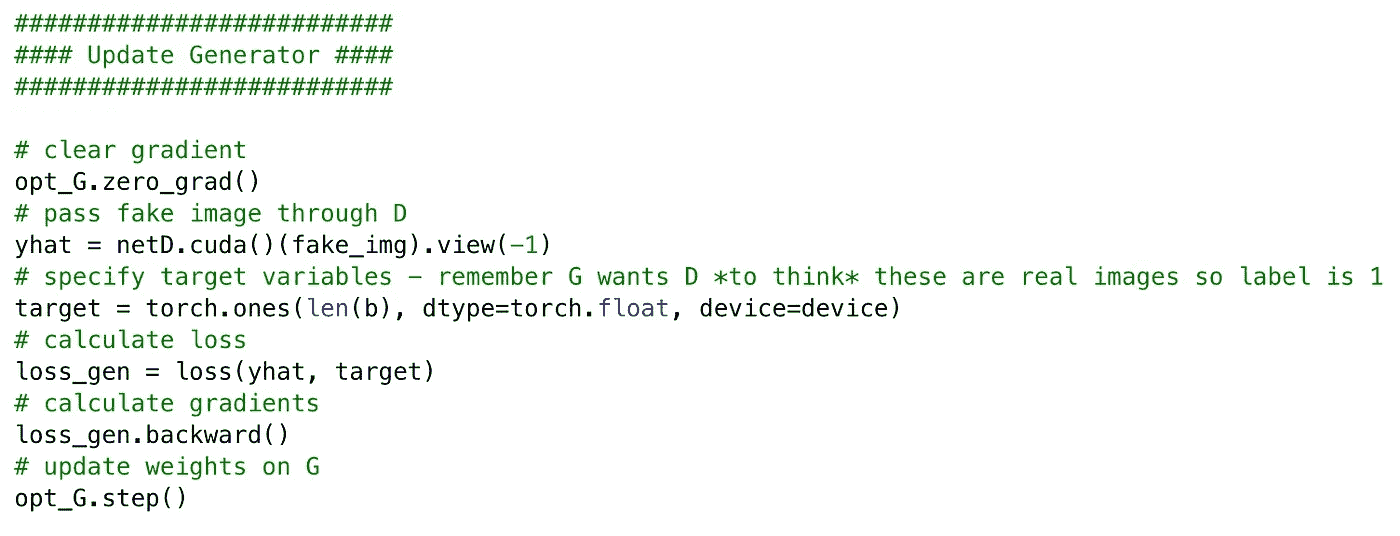 ##########################
#### Update Generator ####
##########################
# clear gradient
opt_G.zero_grad()
# pass fake image through D
yhat = netD.cuda()(fake_img).view(-1)
# specify target variables - remember G wants D *to think* these are real images so label is 1
target = torch.ones(len(b), dtype=torch.float, device=device)
# calculate loss
loss_gen = loss(yhat, target)
# calculate gradients
loss_gen.backward()
# update weights on G
opt_G.step()